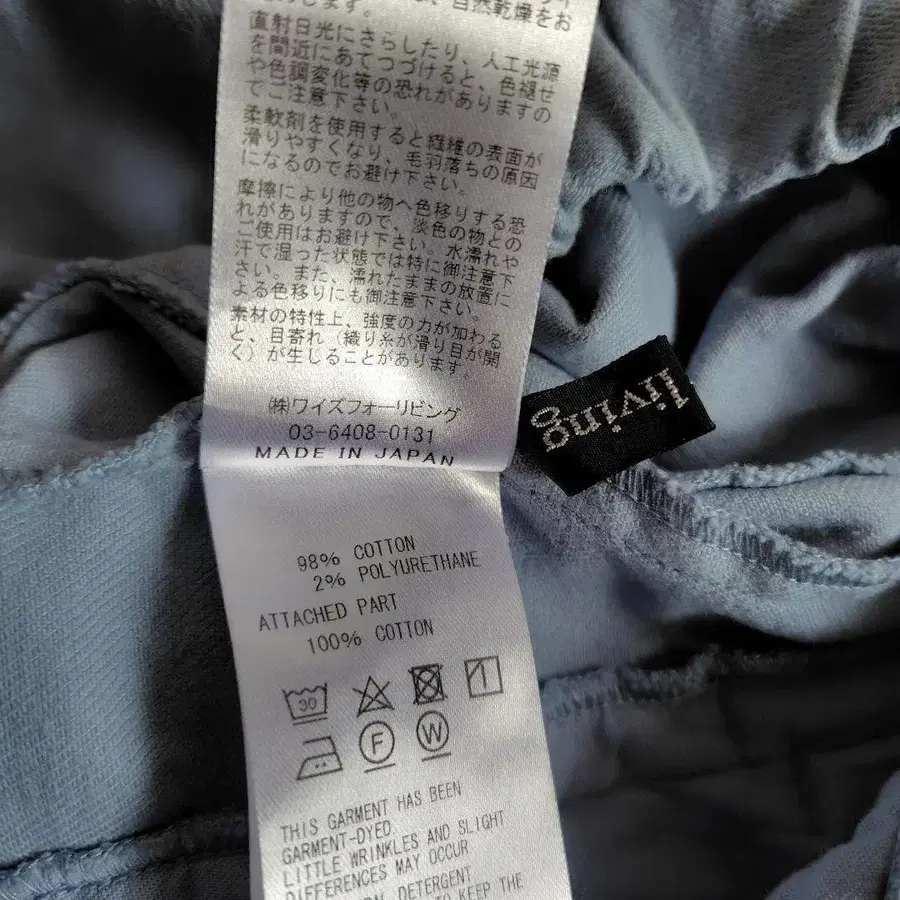 、自然乾燥をお
します。
直射日光にさらしたり、人工光源
を間近にあてつづけると、色褪せ
や色調変化等の恐れがありますの
でご注意下さい。
柔軟剤を使用すると繊維の表面が
滑りやすくなり、毛羽落ちの原因
になるのでお避け下さい。
摩擦により他の物へ色移りする恐
れがありますので、淡色の物との
ご使用はお避け下さい。水濡れや
汗で湿った状態では特に御注意下
さい。また、濡れたままの放置に
よる色移りにも御注意下さい。
素材の特性上、強度の力が加わる
と、目寄れ（織り糸が滑り目が開
く）が生じることがあります。
㈱ワイズフォーリビング
03-6408-0131
MADE IN JAPAN
living
98% COTTON
2% POLYURETHANE
ATTACHED PART
100% COTTON
30
F
W
THIS GARMENT HAS BEEN
GARMENT-DYED.
LITTLE WRINKLES AND SLIGHT
DIFFERENCES MAY OCCUR
DETERGENT
TO KEEP THE